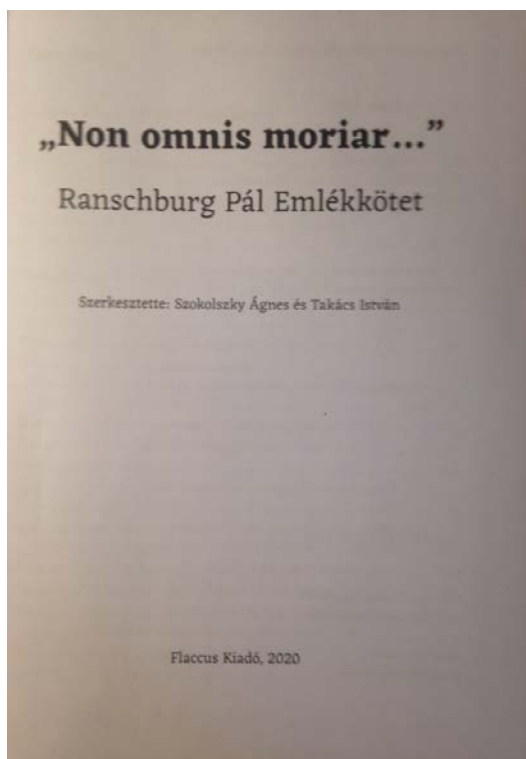 „Non omnis moriar...”
Ranschburg Pál Emlékkötet
Szerkesztette: Szokolszky Ágnes és Takács István
Flaccus Kiadó, 2020